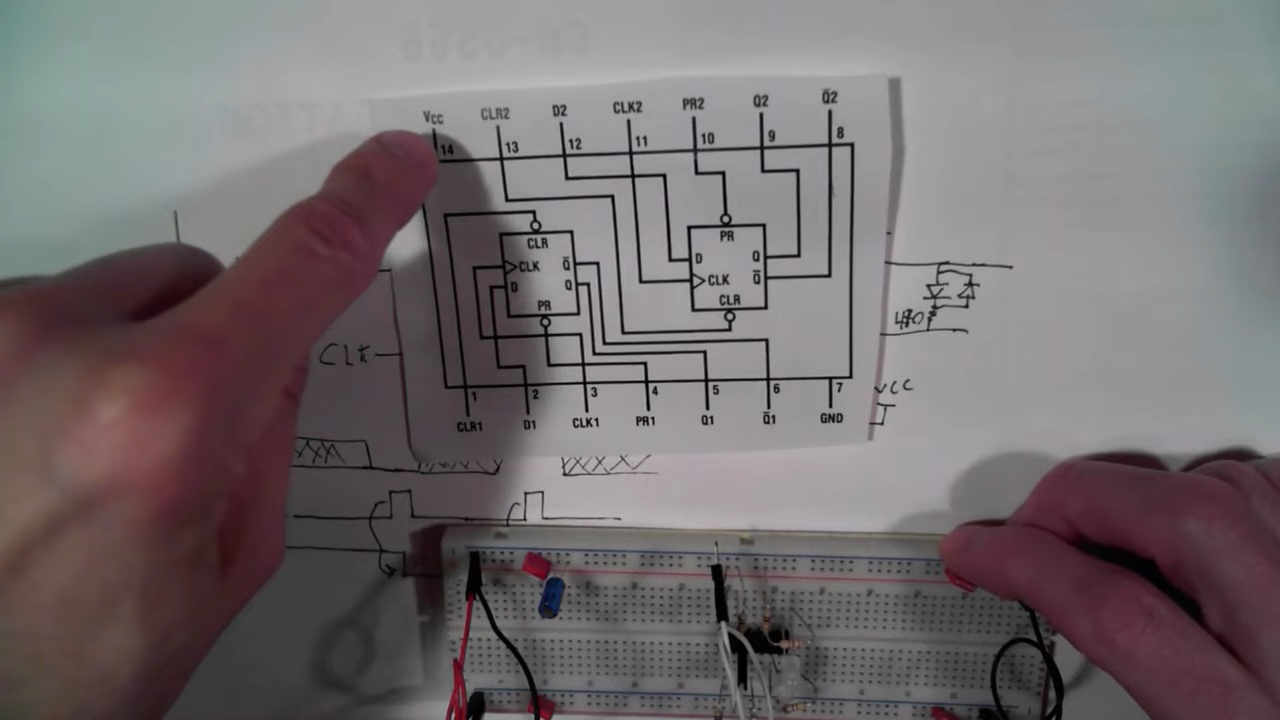 VCC CLR2 D2 CLK2 PR2 Q2 Q̅2
14 13 12 11 10 9 8
CLR
CLK Q̅
D Q
PR
PR
D Q
CLK Q̅
CLR
1 2 3 4 5 6 7
CLR1 D1 CLK1 PR1 Q1 Q̅1 GND
CLK
VCC